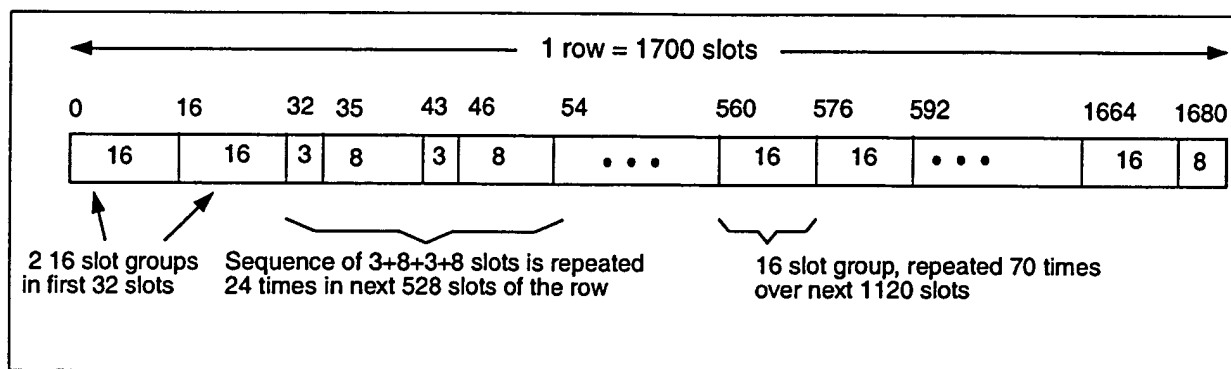 1 row = 1700 slots
0 16 32 35 43 46 54 560 576 592 1664 1680
16 16 3 8 3 8 • • • 16 16 • • • 16 8
2 16 slot groups
in first 32 slots
Sequence of 3+8+3+8 slots is repeated
24 times in next 528 slots of the row
16 slot group, repeated 70 times
over next 1120 slots